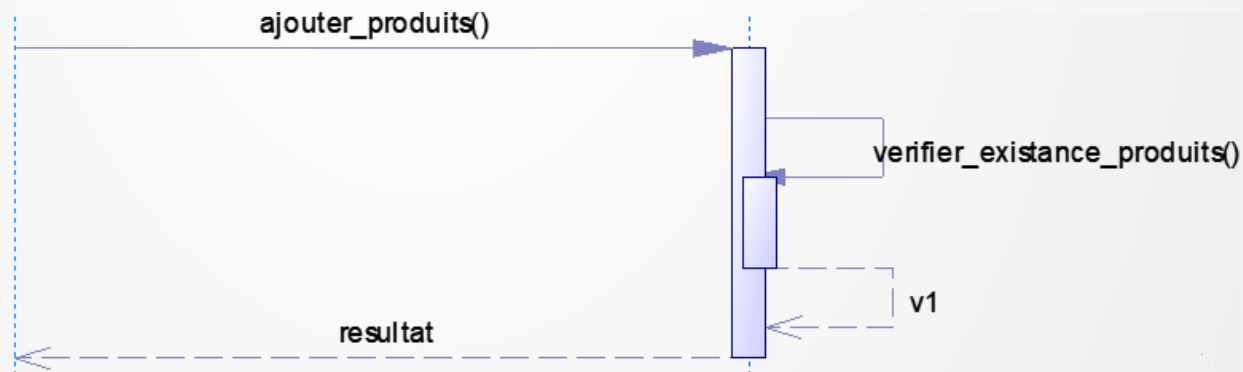 ajouter_produits()
verifier_existance_produits()
v1
resultat